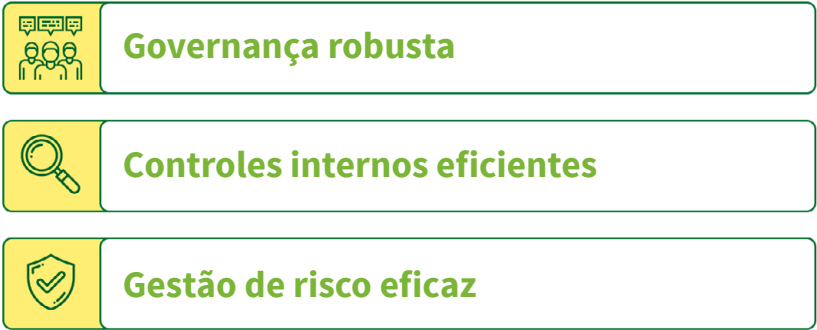 Governança robusta
Controles internos eficientes
Gestão de risco eficaz